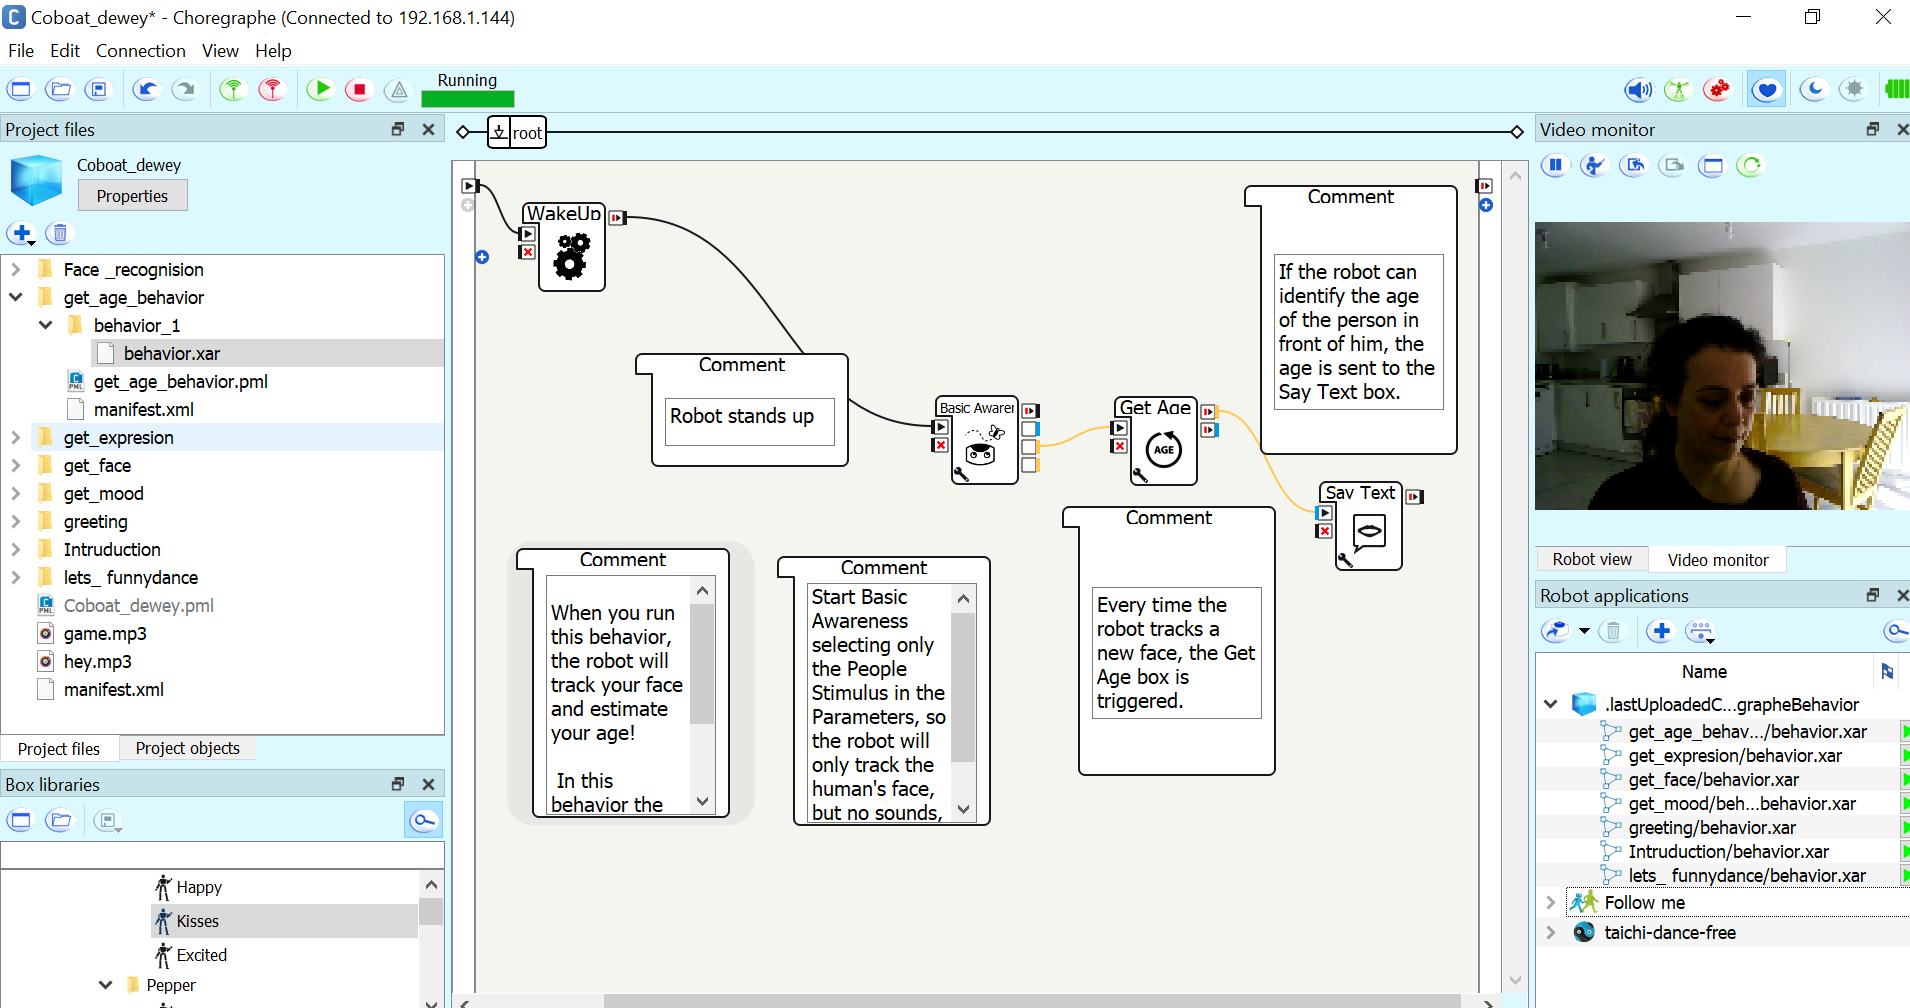 Coboat_dewey* - Choregraphe (Connected to 192.168.1.144)
File Edit Connection View Help
Running
Project files
Coboat_dewey
Properties
Face _recognision
get_age_behavior
behavior_1
behavior.xar
get_age_behavior.pml
manifest.xml
get_expresion
get_face
get_mood
greeting
Intruduction
lets_ funnydance
Coboat_dewey.pml
game.mp3
hey.mp3
manifest.xml
Project files Project objects
Box libraries
Happy
Kisses
Excited
Pepper
root
WakeUp
Comment
Robot stands up
Basic Awarer
Get Age
AGE
Say Text
Comment
If the robot can
identify the age
of the person in
front of him, the
age is sent to the
Say Text box.
Comment
When you run
this behavior,
the robot will
track your face
and estimate
your age!
In this
behavior the
Comment
Start Basic
Awareness
selecting only
the People
Stimulus in the
Parameters, so
the robot will
only track the
human's face,
but no sounds,
Comment
Every time the
robot tracks a
new face, the Get
Age box is
triggered.
Video monitor
Robot view Video monitor
Robot applications
Name
.lastUploadedC...grapheBehavior
get_age_behav.../behavior.xar
get_expresion/behavior.xar
get_face/behavior.xar
get_mood/beh...behavior.xar
greeting/behavior.xar
Intruduction/behavior.xar
lets_ funnydance/behavior.xar
Follow me
taichi-dance-free